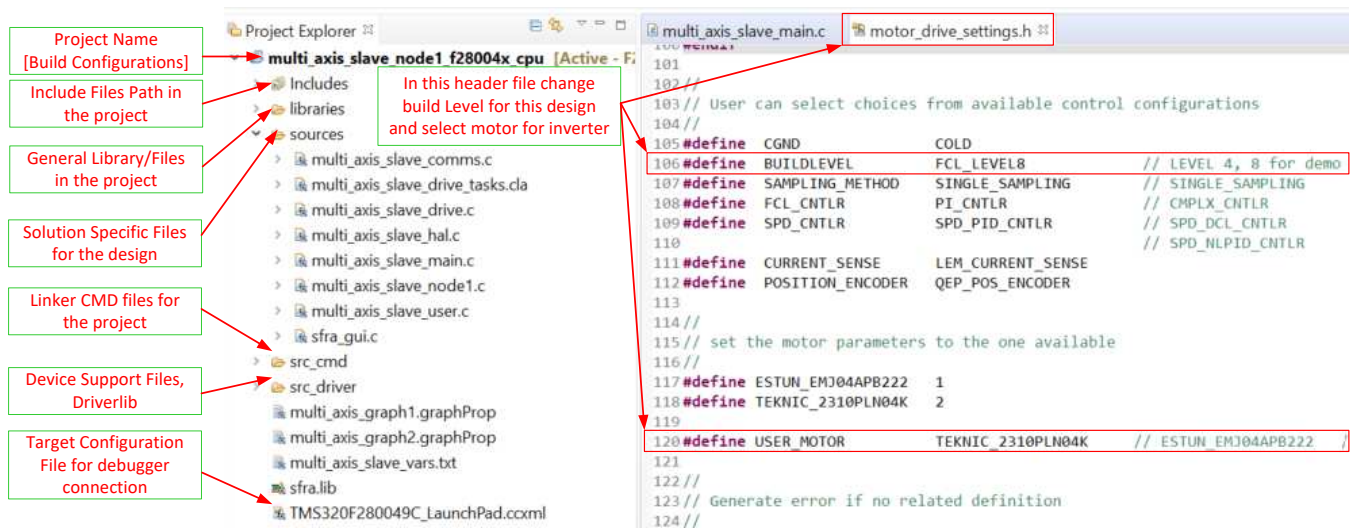 Project Name
[Build Configurations]
Include Files Path in
the project
General Library/Files
in the project
Solution Specific Files
for the design
Linker CMD files for
the project
Device Support Files,
Driverlib
Target Configuration
File for debugger
connection
Project Explorer
multi_axis_slave_node1_f28004x_cpu [Active - F2
Includes
libraries
sources
multi_axis_slave_comms.c
multi_axis_slave_drive_tasks.cla
multi_axis_slave_drive.c
multi_axis_slave_hal.c
multi_axis_slave_main.c
multi_axis_slave_node1.c
multi_axis_slave_user.c
sfra_gui.c
src_cmd
src_driver
multi_axis_graph1.graphProp
multi_axis_graph2.graphProp
multi_axis_slave_vars.txt
sfra.lib
TMS320F280049C_LaunchPad.ccxml
In this header file change
build Level for this design
and select motor for inverter
multi_axis_slave_main.c
motor_drive_settings.h
100 #endif
101
102 //
103 // User can select choices from available control configurations
104 //
105 #define CGND COLD
106 #define BUILDLEVEL FCL_LEVEL8 // LEVEL 4, 8 for demo
107 #define SAMPLING_METHOD SINGLE_SAMPLING // SINGLE_SAMPLING
108 #define FCL_CNTLR PI_CNTLR // CMPLX_CNTLR
109 #define SPD_CNTLR SPD_PID_CNTLR // SPD_DCL_CNTLR
110 // SPD_NLPID_CNTLR
111 #define CURRENT_SENSE LEM_CURRENT_SENSE
112 #define POSITION_ENCODER QEP_POS_ENCODER
113
114 //
115 // set the motor parameters to the one available
116 //
117 #define ESTUN_EMJ04APB222 1
118 #define TEKNIC_2310PLN04K 2
119
120 #define USER_MOTOR TEKNIC_2310PLN04K // ESTUN_EMJ04APB222 /
121
122 //
123 // Generate error if no related definition
124 //